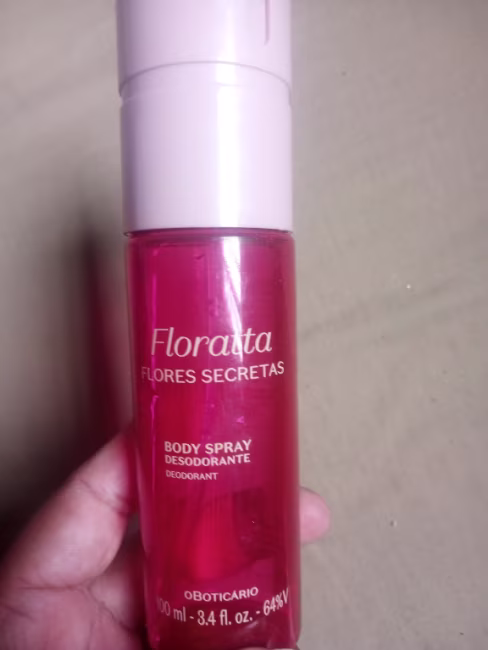 Floratta
FLORES SECRETAS
BODY SPRAY
DESODORANTE
DEODORANT
oBOTICÁRIO
100 ml - 3.4 fl. oz. - 64%V